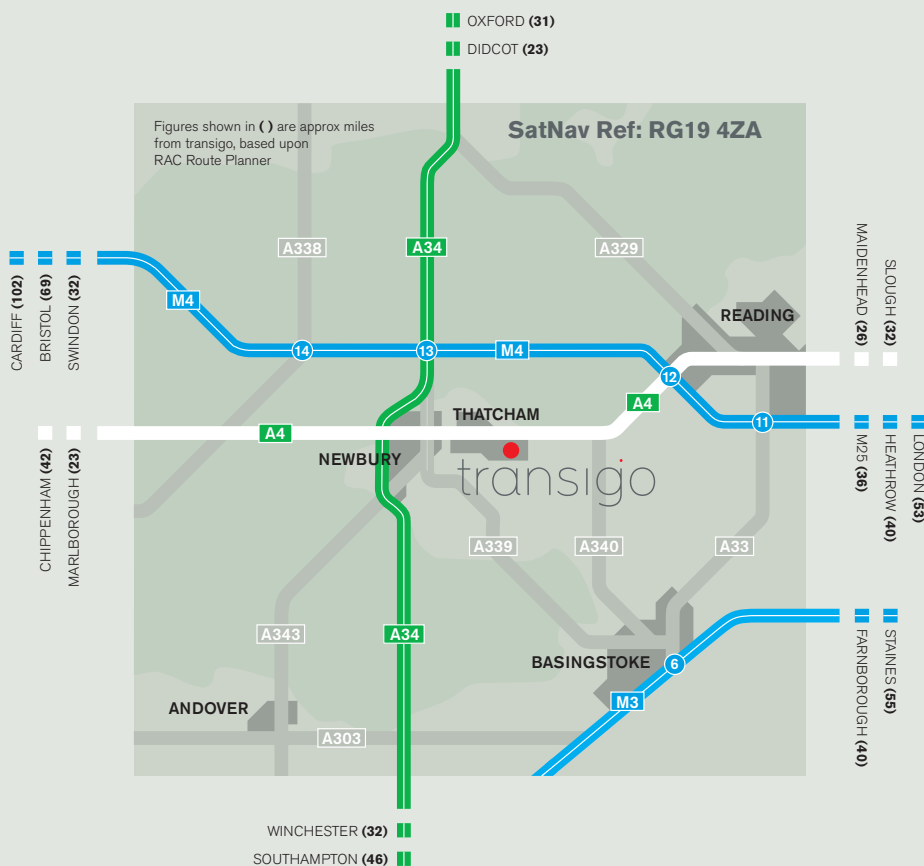 OXFORD (31)
DIDCOT (23)
Figures shown in ( ) are approx miles
from transigo, based upon
RAC Route Planner
SatNav Ref: RG19 4ZA
A338
A34
A329
MAIDENHEAD (26)
SLOUGH (32)
CARDIFF (102)
BRISTOL (69)
SWINDON (32)
M4
READING
14
13
M4
12
A4
THATCHAM
11
A4
NEWBURY
transigo
M25 (36)
HEATHROW (40)
LONDON (53)
CHIPPENHAM (42)
MARLBOROUGH (23)
A339
A340
A33
A343
A34
BASINGSTOKE
6
FARNBOROUGH (40)
STAINES (55)
M3
ANDOVER
A303
WINCHESTER (32)
SOUTHAMPTON (46)